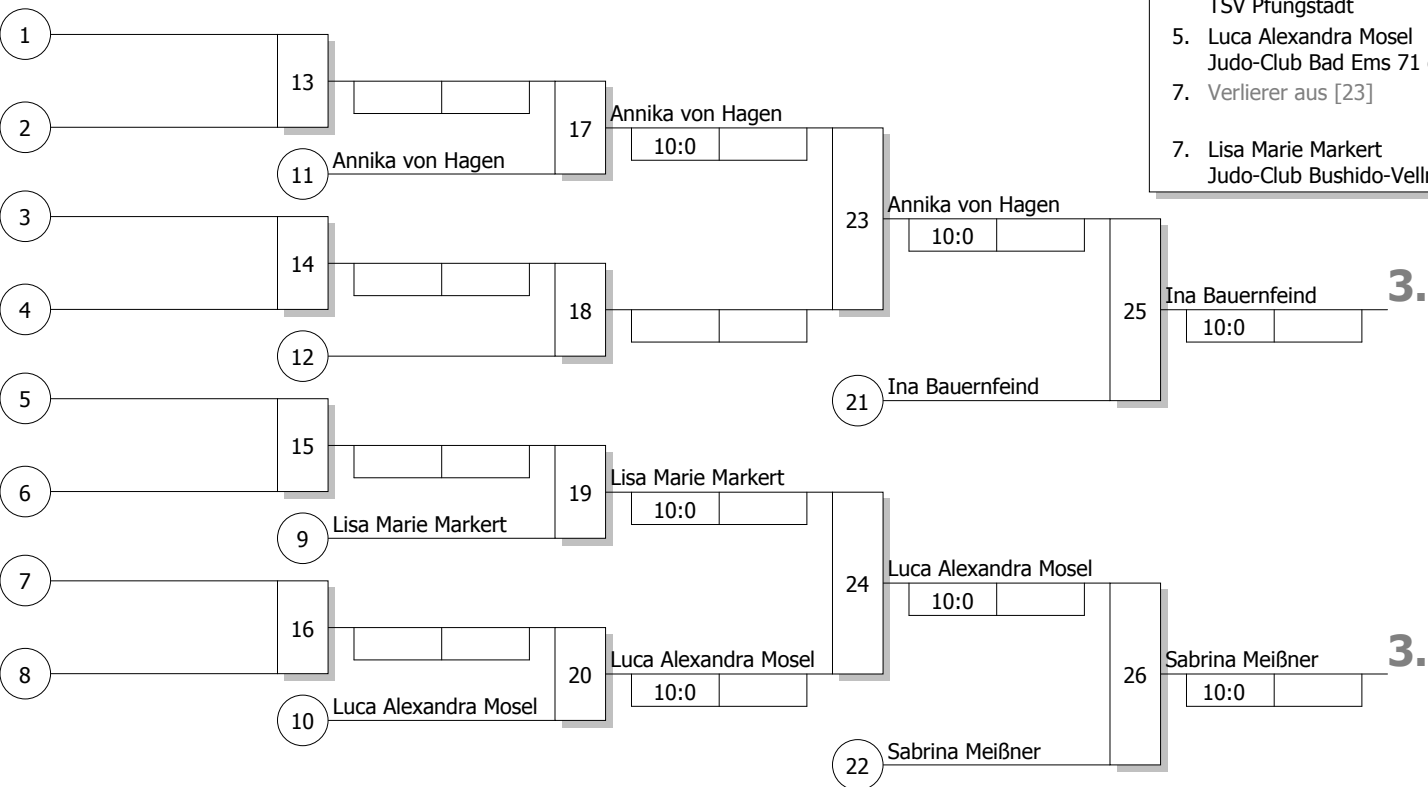 TSV Pfungstadt
5. Luca Alexandra Mosel
Judo-Club Bad Ems 71
7. Verlierer aus [23]
7. Lisa Marie Markert
Judo-Club Bushido-Vell
1
13
2
17
Annika von Hagen
10:0
11
Annika von Hagen
3
23
Annika von Hagen
10:0
14
4
18
12
25
Ina Bauernfeind
3.
10:0
5
21
Ina Bauernfeind
15
6
19
Lisa Marie Markert
10:0
9
Lisa Marie Markert
7
24
Luca Alexandra Mosel
10:0
16
8
20
Luca Alexandra Mosel
10:0
10
Luca Alexandra Mosel
26
Sabrina Meißner
3.
10:0
22
Sabrina Meißner